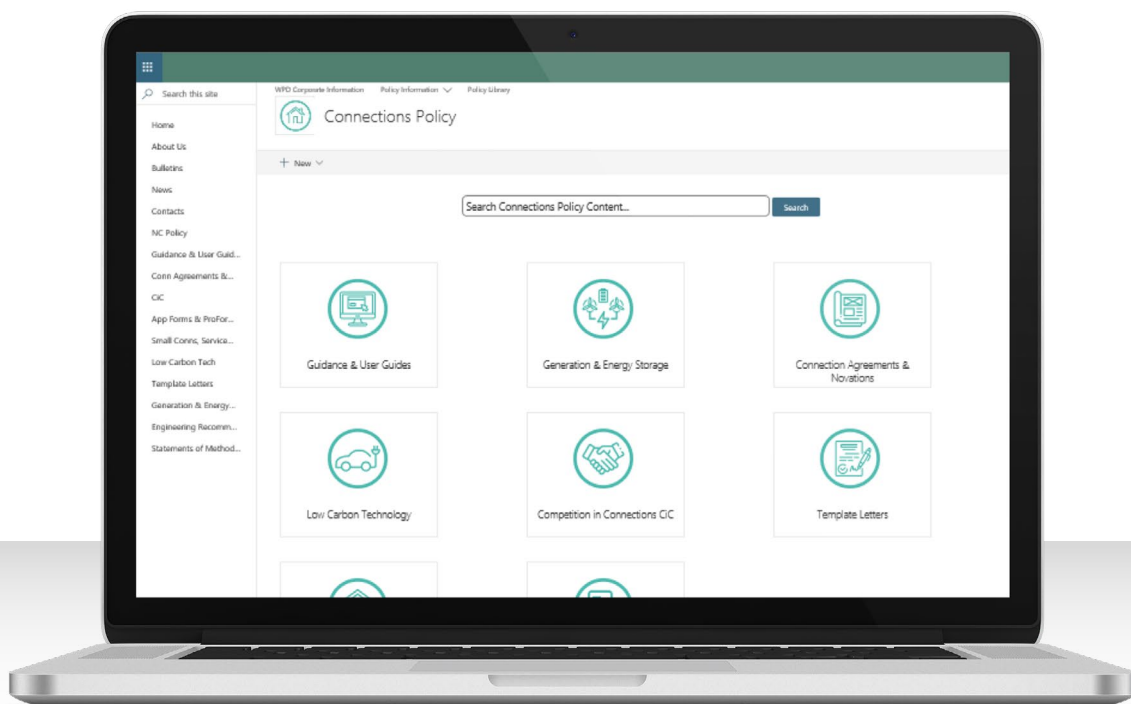 Search this site
WPD Corporate Information Policy Information Policy Library
Connections Policy
New
Home
About Us
Bulletins
News
Contacts
NC Policy
Guidance & User Guid...
Conn Agreements &...
CiC
App Forms & ProFor...
Small Conns, Service...
Low Carbon Tech
Template Letters
Generation & Energy...
Engineering Recomm...
Statements of Method...
Search Connections Policy Content... Search
Guidance & User Guides
Generation & Energy Storage
Connection Agreements &
Novations
Low Carbon Technology
Competition in Connections CiC
Template Letters